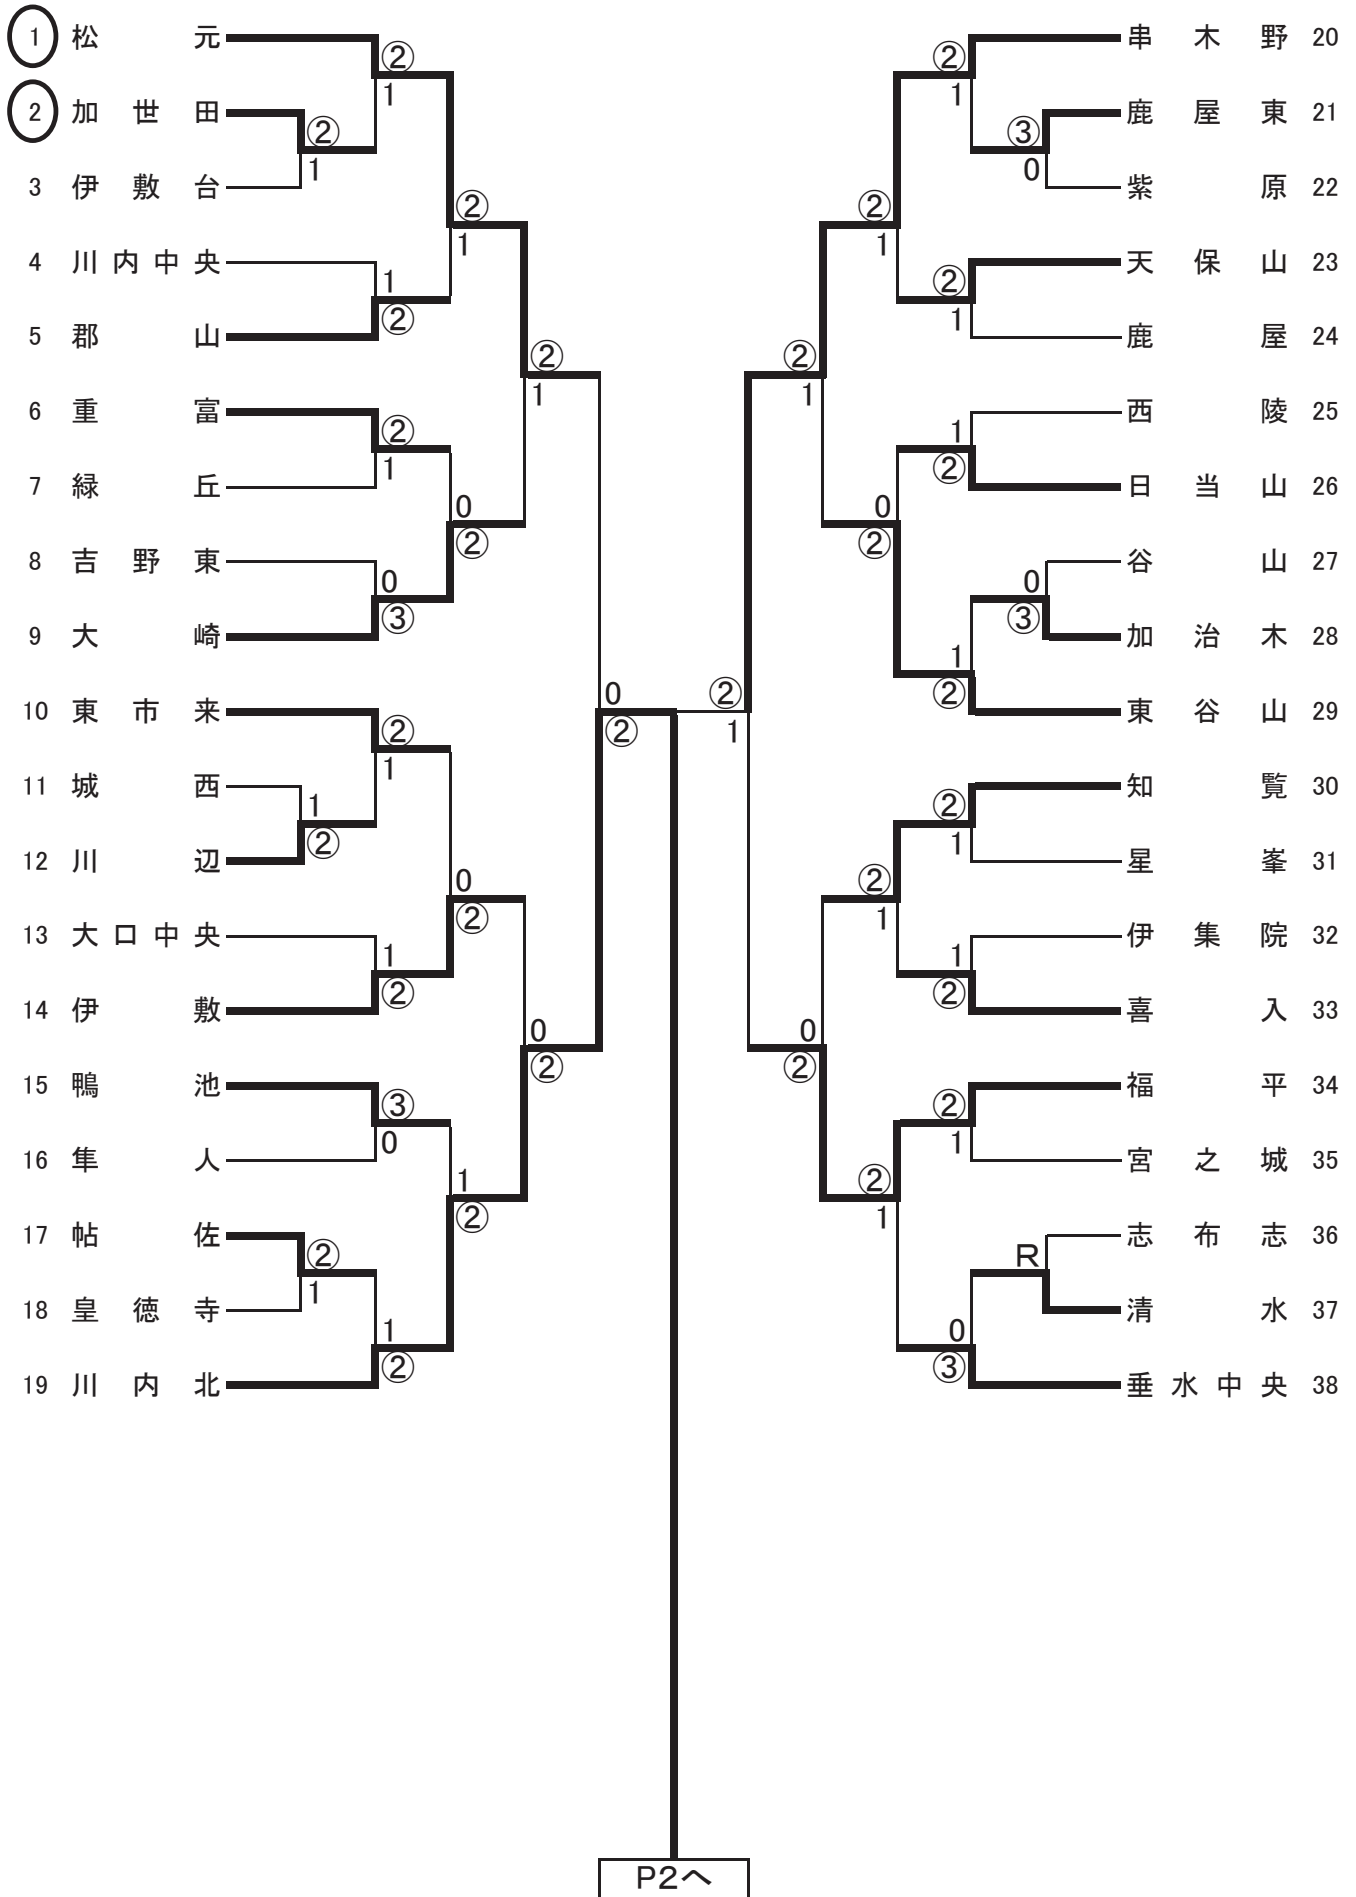 1 松元
2 加世田
3 伊敷台
4 川内中央
5 郡山
6 重富
7 緑丘
8 吉野東
9 大崎
10 東市来
11 城西
12 川辺
13 大口中央
14 伊敷
15 鴨池
16 隼人
17 帖佐
18 皇徳寺
19 川内北
②
1
②
1
②
1
1
②
②
1
②
1
0
②
0
③
②
1
1
②
0
②
1
②
0
②
③
0
1
②
②
1
1
②
0
②
②
1
串木野 20
鹿屋東 21
紫原 22
天保山 23
鹿屋 24
西陵 25
日当山 26
谷山 27
加治木 28
東谷山 29
知覧 30
星峯 31
伊集院 32
喜入 33
福平 34
宮之城 35
志布志 36
清水 37
垂水中央 38
②
1
③
0
②
1
②
1
②
1
1
②
0
②
0
③
1
②
②
1
②
1
1
②
0
②
②
1
②
1
R
0
③
P2へ